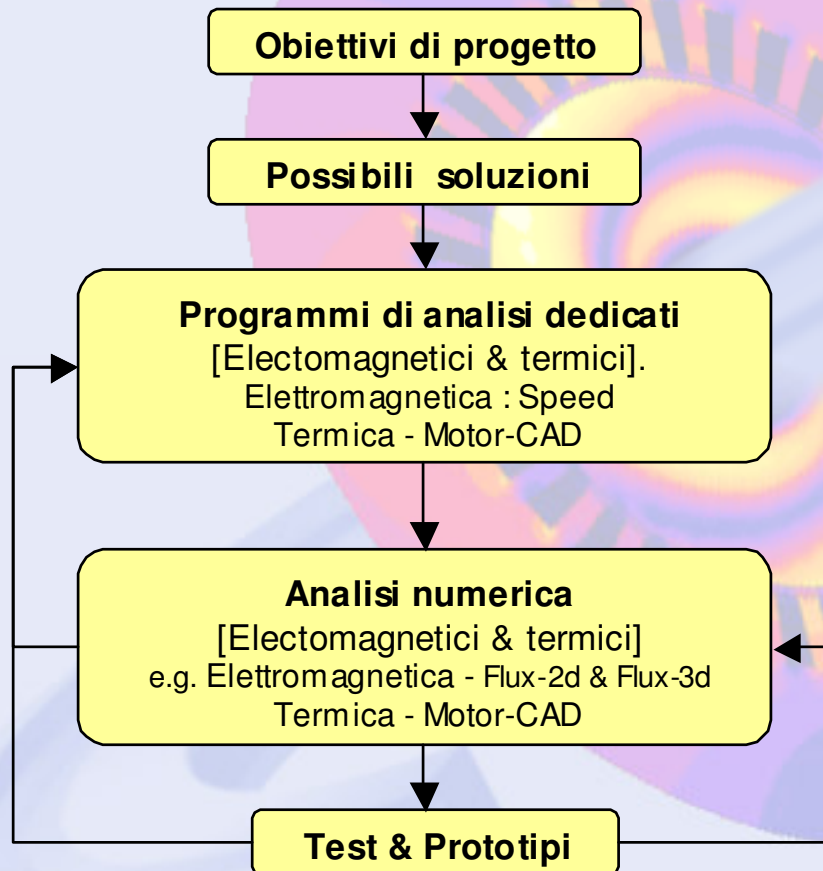 Obiettivi di progetto
Possibili soluzioni
Programmi di analisi dedicati
[Electomagnetici & termici].
Elettromagnetica : Speed
Termica - Motor-CAD
Analisi numerica
[Electomagnetici & termici]
e.g. Elettromagnetica - Flux-2d & Flux-3d
Termica - Motor-CAD
Test & Prototipi